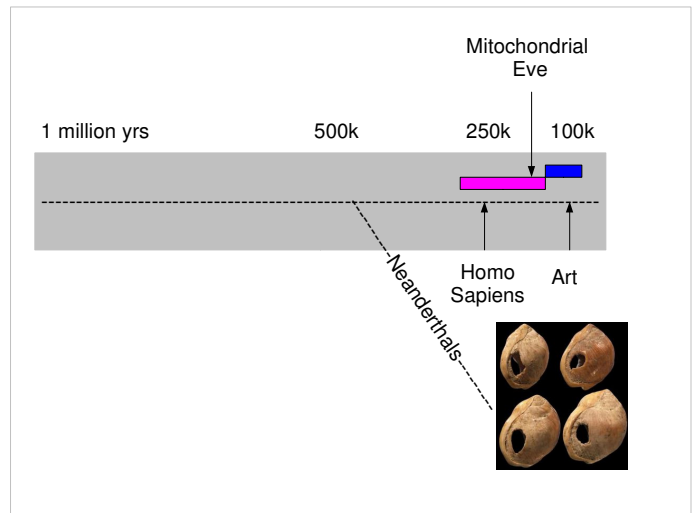 Mitochondrial
Eve
1 million yrs
500k
250k
100k
Neanderthals
Homo
Sapiens
Art